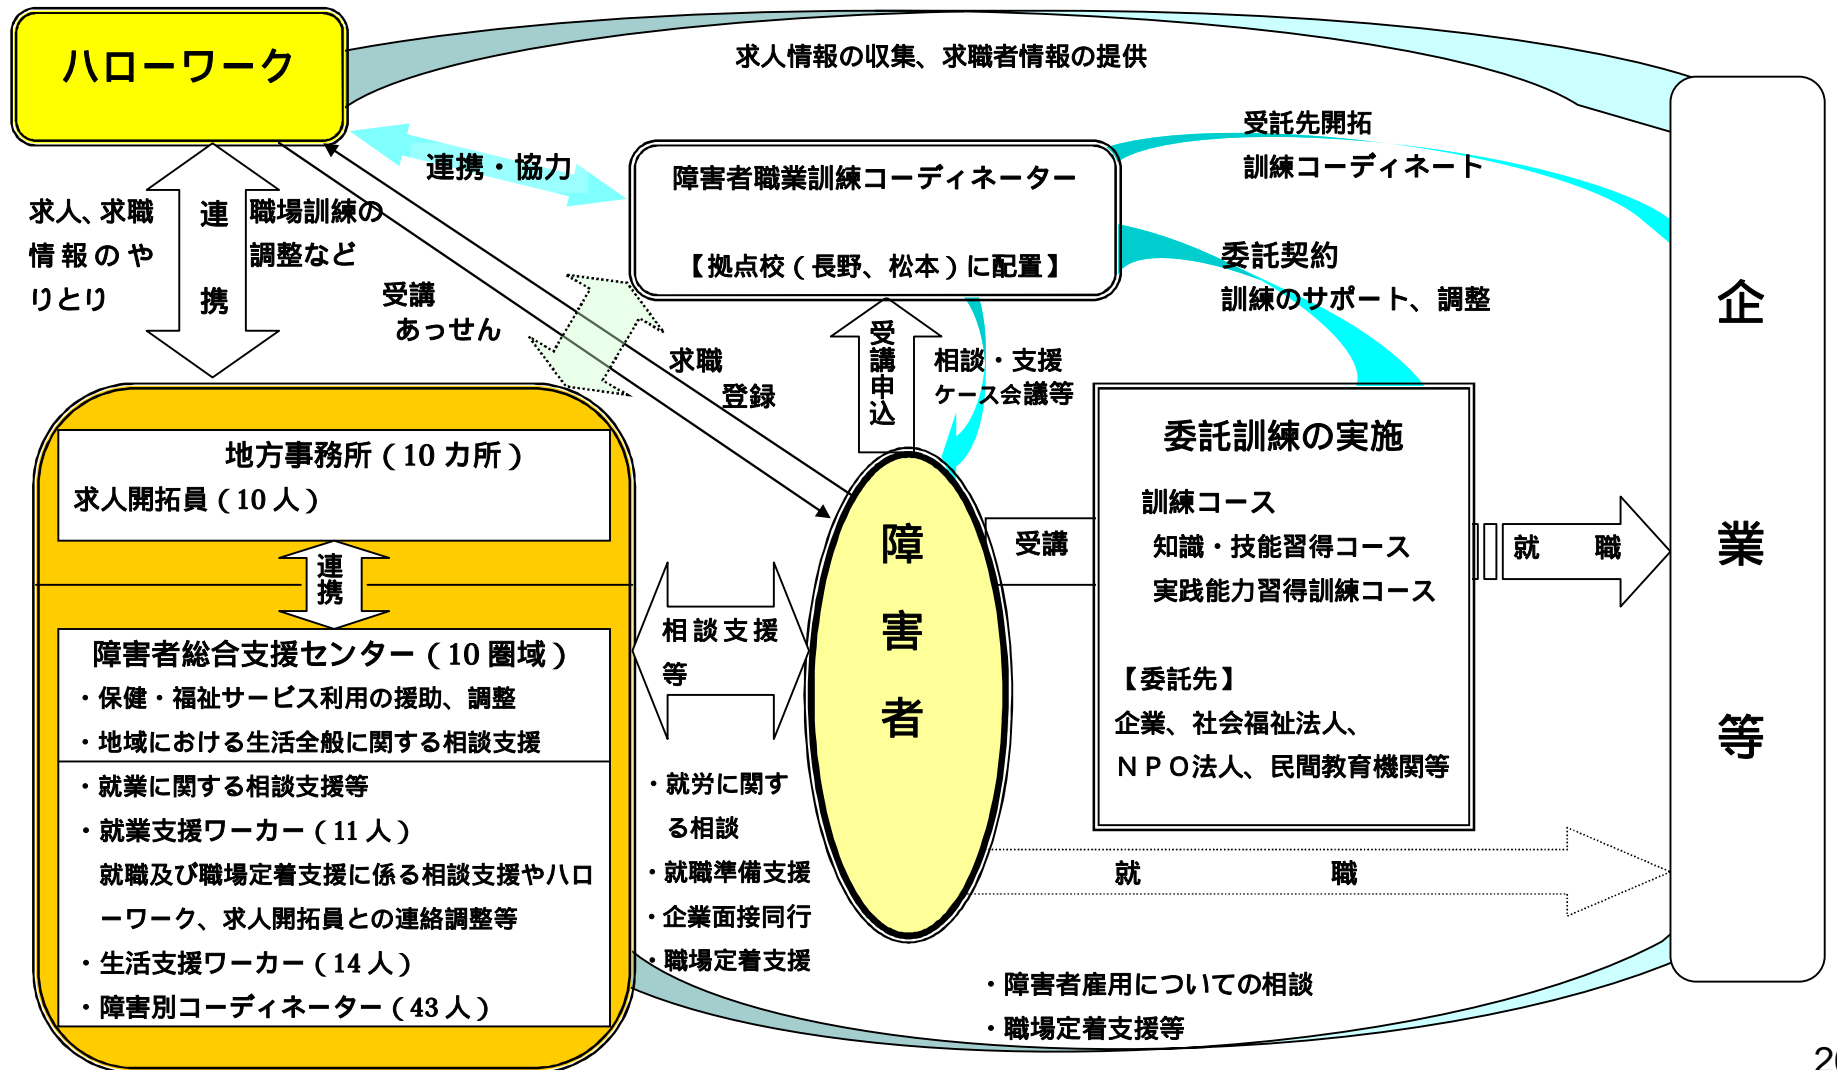 ハローワーク
求人情報の収集、求職者情報の提供
連携・協力
受託先開拓
訓練コーディネート
障害者職業訓練コーディネーター
【拠点校(長野、松本)に配置】
求人、求職
情報のや
りとり
連
携
職場訓練の
調整など
受講
あっせん
求職
登録
受講申込
相談・支援
ケース会議等
委託契約
訓練のサポート、調整
企
業
等
地方事務所(10カ所)
求人開拓員(10人)
連携
障害者総合支援センター(10圏域)
・保健・福祉サービス利用の援助、調整
・地域における生活全般に関する相談支援
・就業に関する相談支援等
・就業支援ワーカー(11人)
就職及び職場定着支援に係る相談支援やハロ
ーワーク、求人開拓員との連絡調整等
・生活支援ワーカー(14人)
・障害別コーディネーター(43人)
相談支援
等
・就労に関す
る相談
・就職準備支援
・企業面接同行
・職場定着支援
障
害
者
受講
委託訓練の実施
訓練コース
知識・技能習得コース
実践能力習得訓練コース
【委託先】
企業、社会福祉法人、
NPO法人、民間教育機関等
就 職
就 職
・障害者雇用についての相談
・職場定着支援等